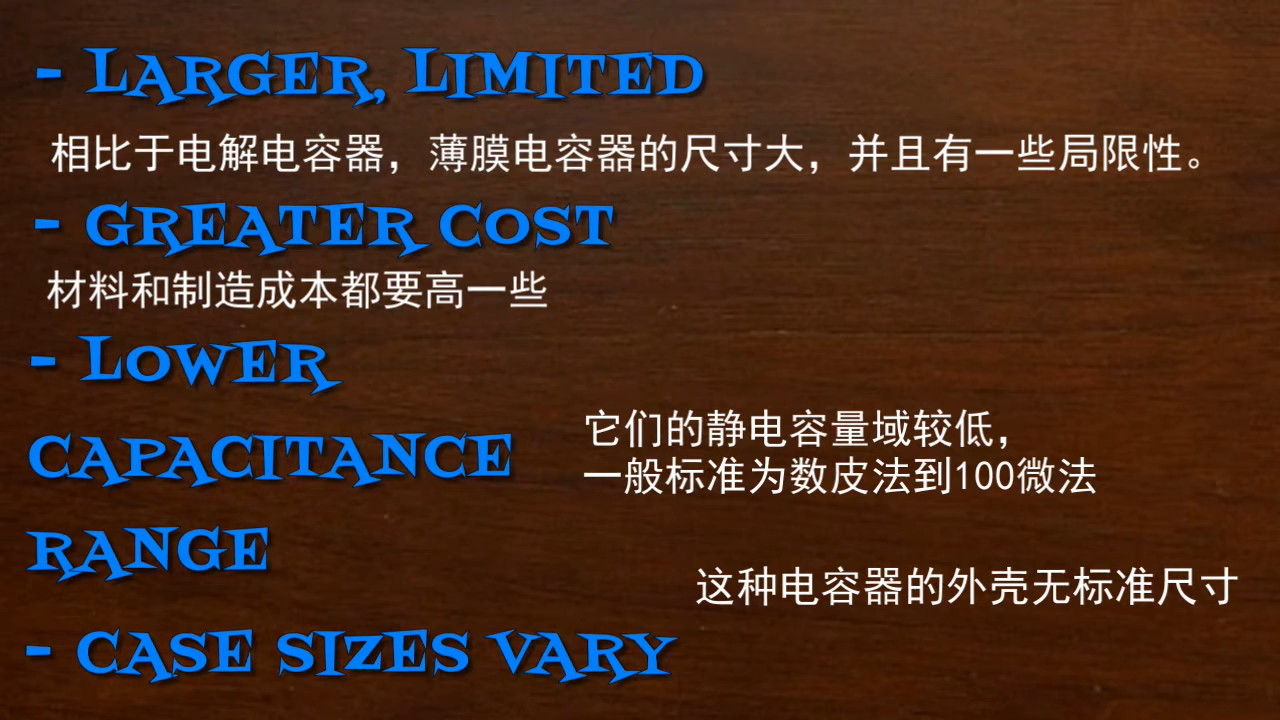 - LARGER, LIMITED
相比于电解电容器，薄膜电容器的尺寸大，并且有一些局限性。
- GREATER COST
材料和制造成本都要高一些
- LOWER
CAPACITANCE
它们的静电容量域较低，
一般标准为数皮法到100微法
RANGE
这种电容器的外壳无标准尺寸
- CASE SIZES VARY